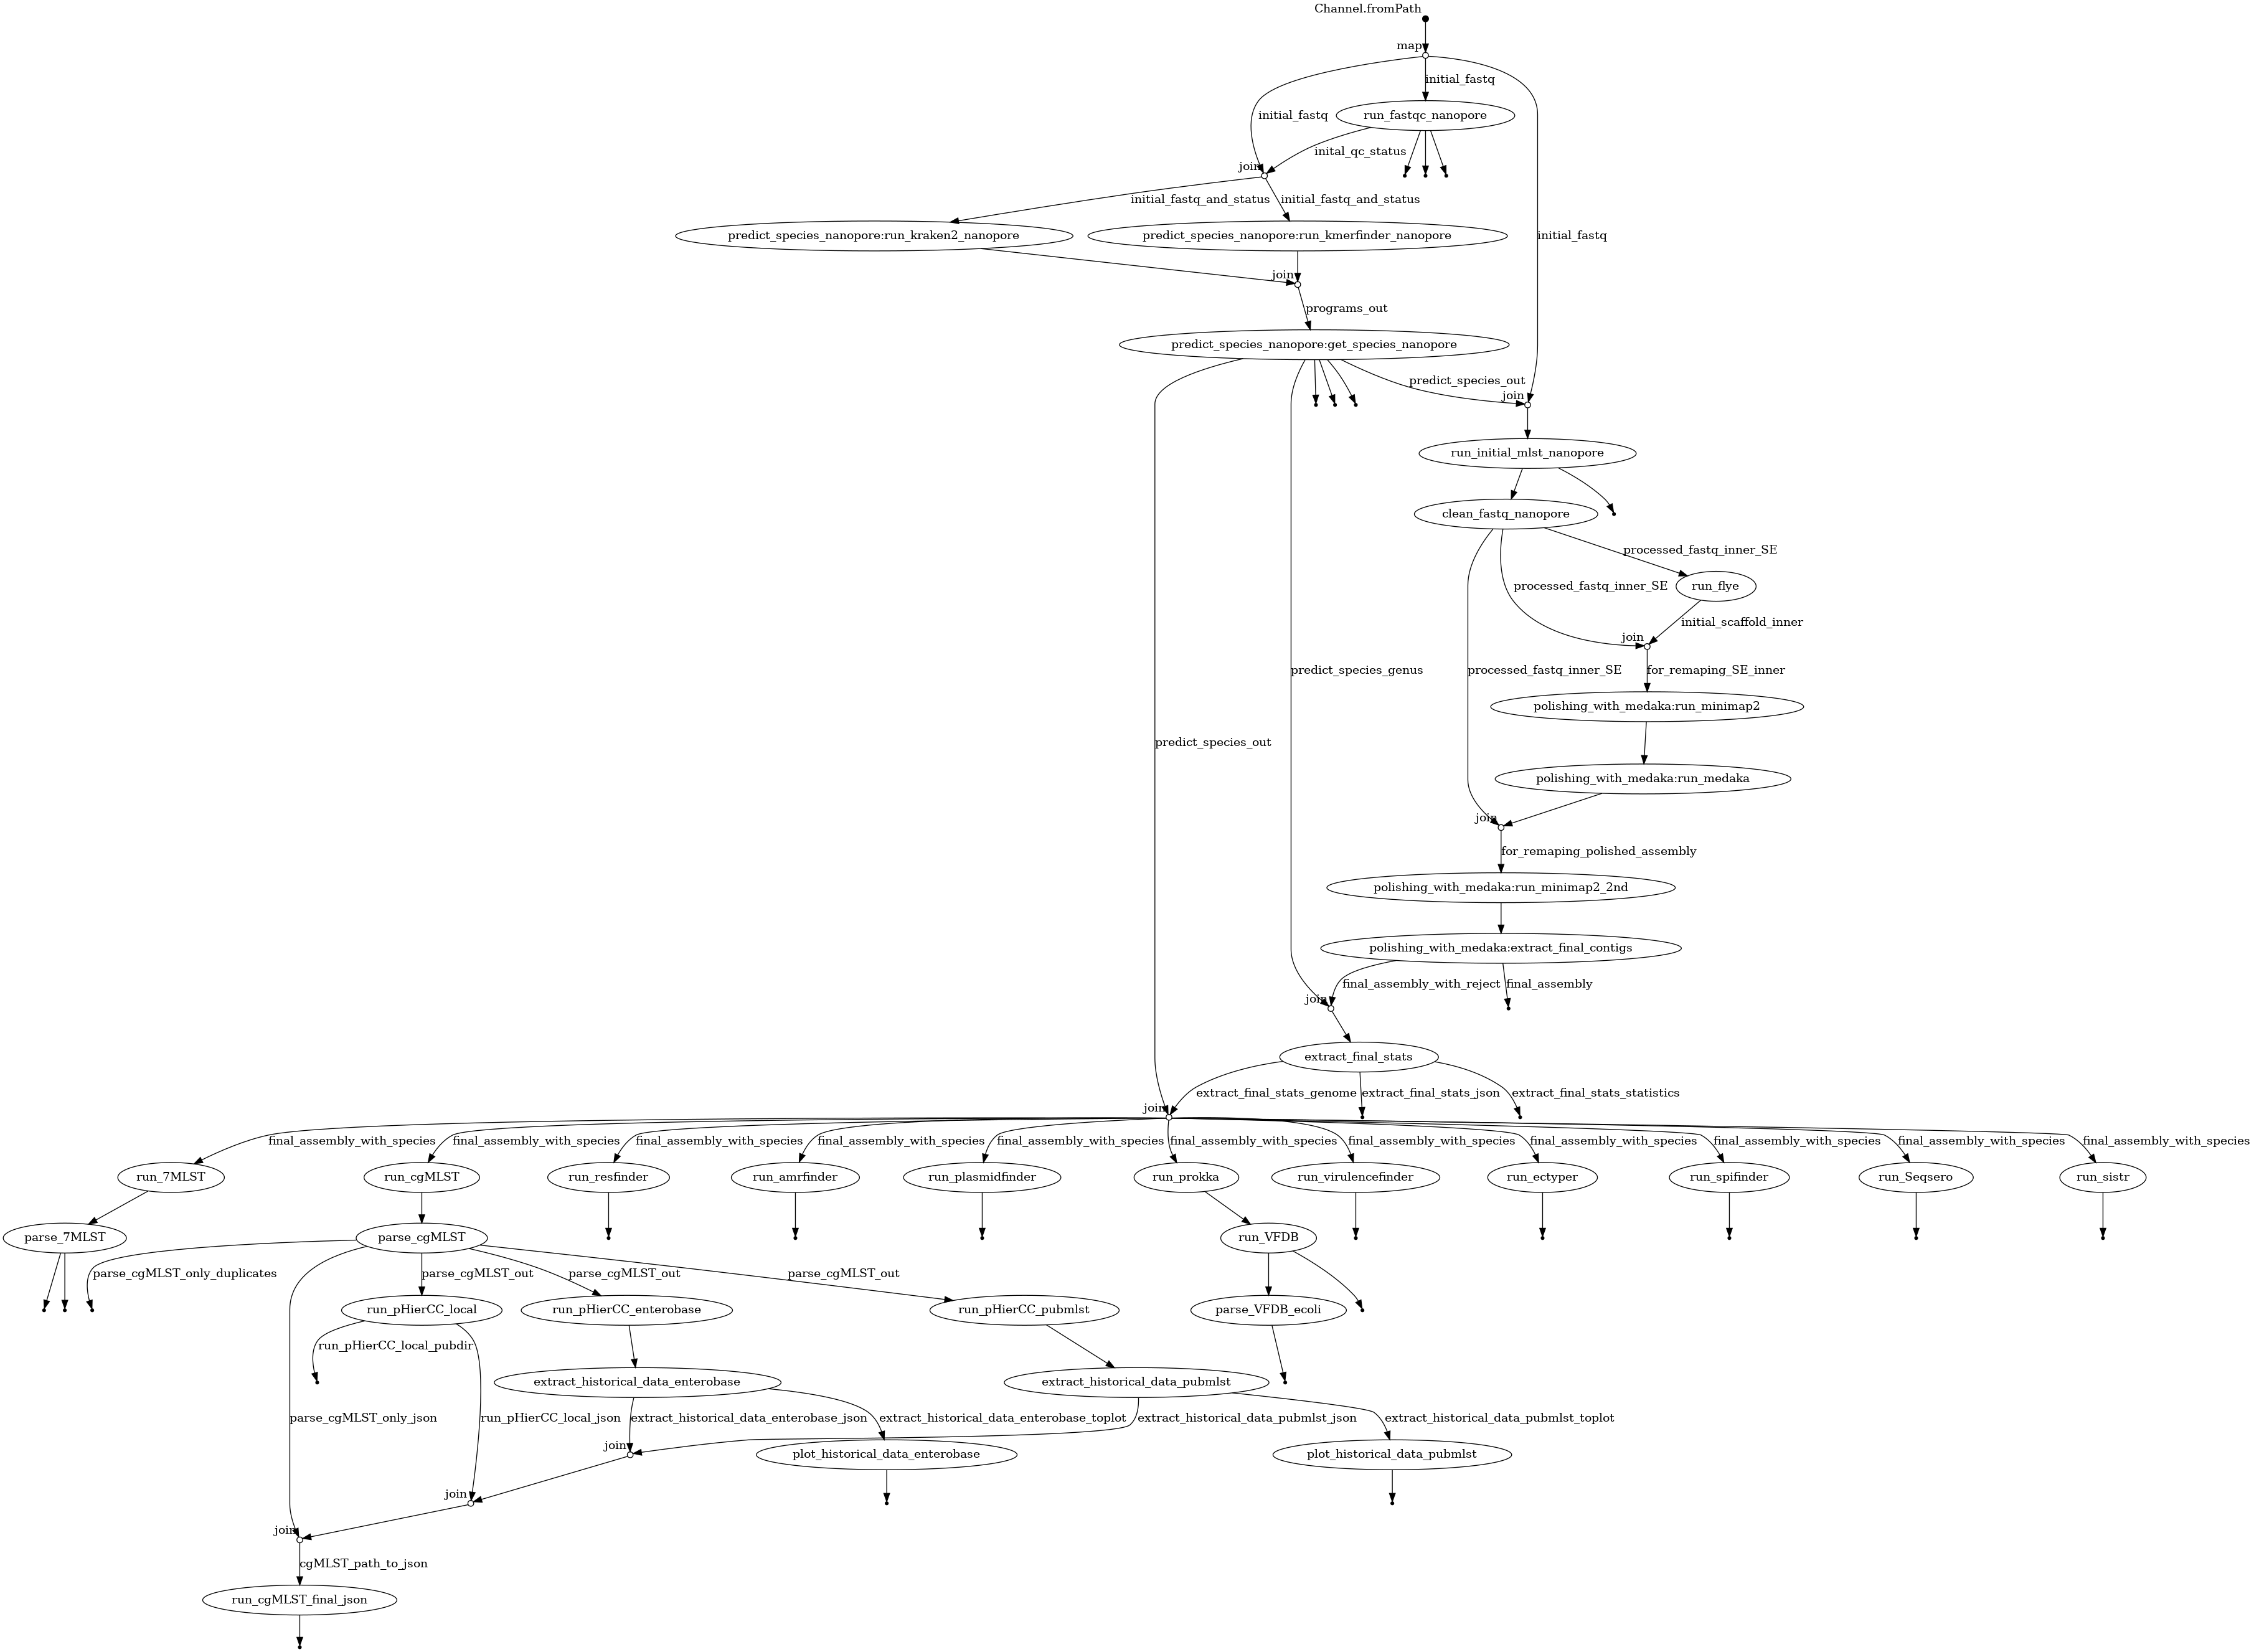 Channel.fromPath
map
initial_fastq
initial_fastq
run_fastqc_nanopore
inital_qc_status
join
initial_fastq_and_status
initial_fastq_and_status
predict_species_nanopore:run_kraken2_nanopore
predict_species_nanopore:run_kmerfinder_nanopore
initial_fastq
join
programs_out
predict_species_nanopore:get_species_nanopore
predict_species_out
join
run_initial_mlst_nanopore
clean_fastq_nanopore
processed_fastq_inner_SE
processed_fastq_inner_SE
run_flye
initial_scaffold_inner
join
predict_species_genus
processed_fastq_inner_SE
for_remaping_SE_inner
polishing_with_medaka:run_minimap2
predict_species_out
polishing_with_medaka:run_medaka
join
for_remaping_polished_assembly
polishing_with_medaka:run_minimap2_2nd
polishing_with_medaka:extract_final_contigs
final_assembly_with_reject
final_assembly
join
extract_final_stats
extract_final_stats_genome
extract_final_stats_json
extract_final_stats_statistics
join
final_assembly_with_species
final_assembly_with_species
final_assembly_with_species
final_assembly_with_species
final_assembly_with_species
final_assembly_with_species
final_assembly_with_species
final_assembly_with_species
final_assembly_with_species
final_assembly_with_species
final_assembly_with_species
run_7MLST
run_cgMLST
run_resfinder
run_amrfinder
run_plasmidfinder
run_prokka
run_virulencefinder
run_ectyper
run_spifinder
run_Seqsero
run_sistr
parse_7MLST
parse_cgMLST
run_VFDB
parse_cgMLST_only_duplicates
parse_cgMLST_out
parse_cgMLST_out
parse_cgMLST_out
run_pHierCC_local
run_pHierCC_enterobase
run_pHierCC_pubmlst
parse_VFDB_ecoli
run_pHierCC_local_pubdir
extract_historical_data_enterobase
extract_historical_data_pubmlst
parse_cgMLST_only_json
run_pHierCC_local_json
extract_historical_data_enterobase_json
extract_historical_data_enterobase_toplot
extract_historical_data_pubmlst_json
extract_historical_data_pubmlst_toplot
join
plot_historical_data_enterobase
plot_historical_data_pubmlst
join
join
cgMLST_path_to_json
run_cgMLST_final_json